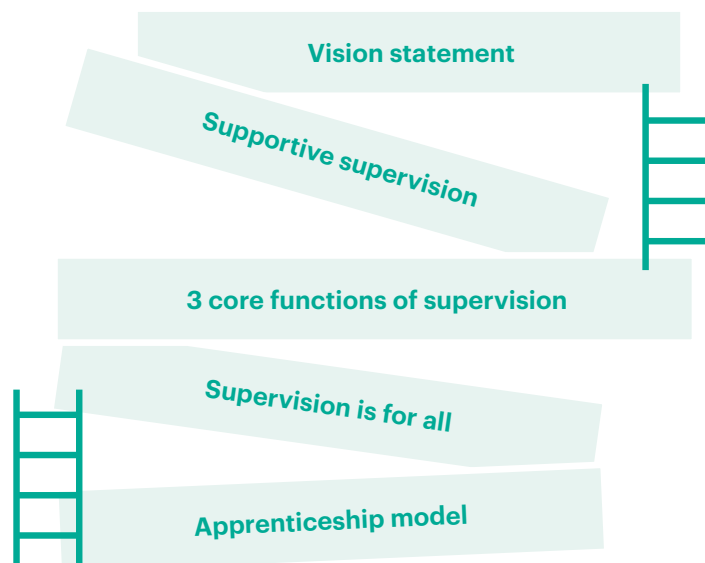 Vision statement
Supportive supervision
3 core functions of supervision
Supervision is for all
Apprenticeship model